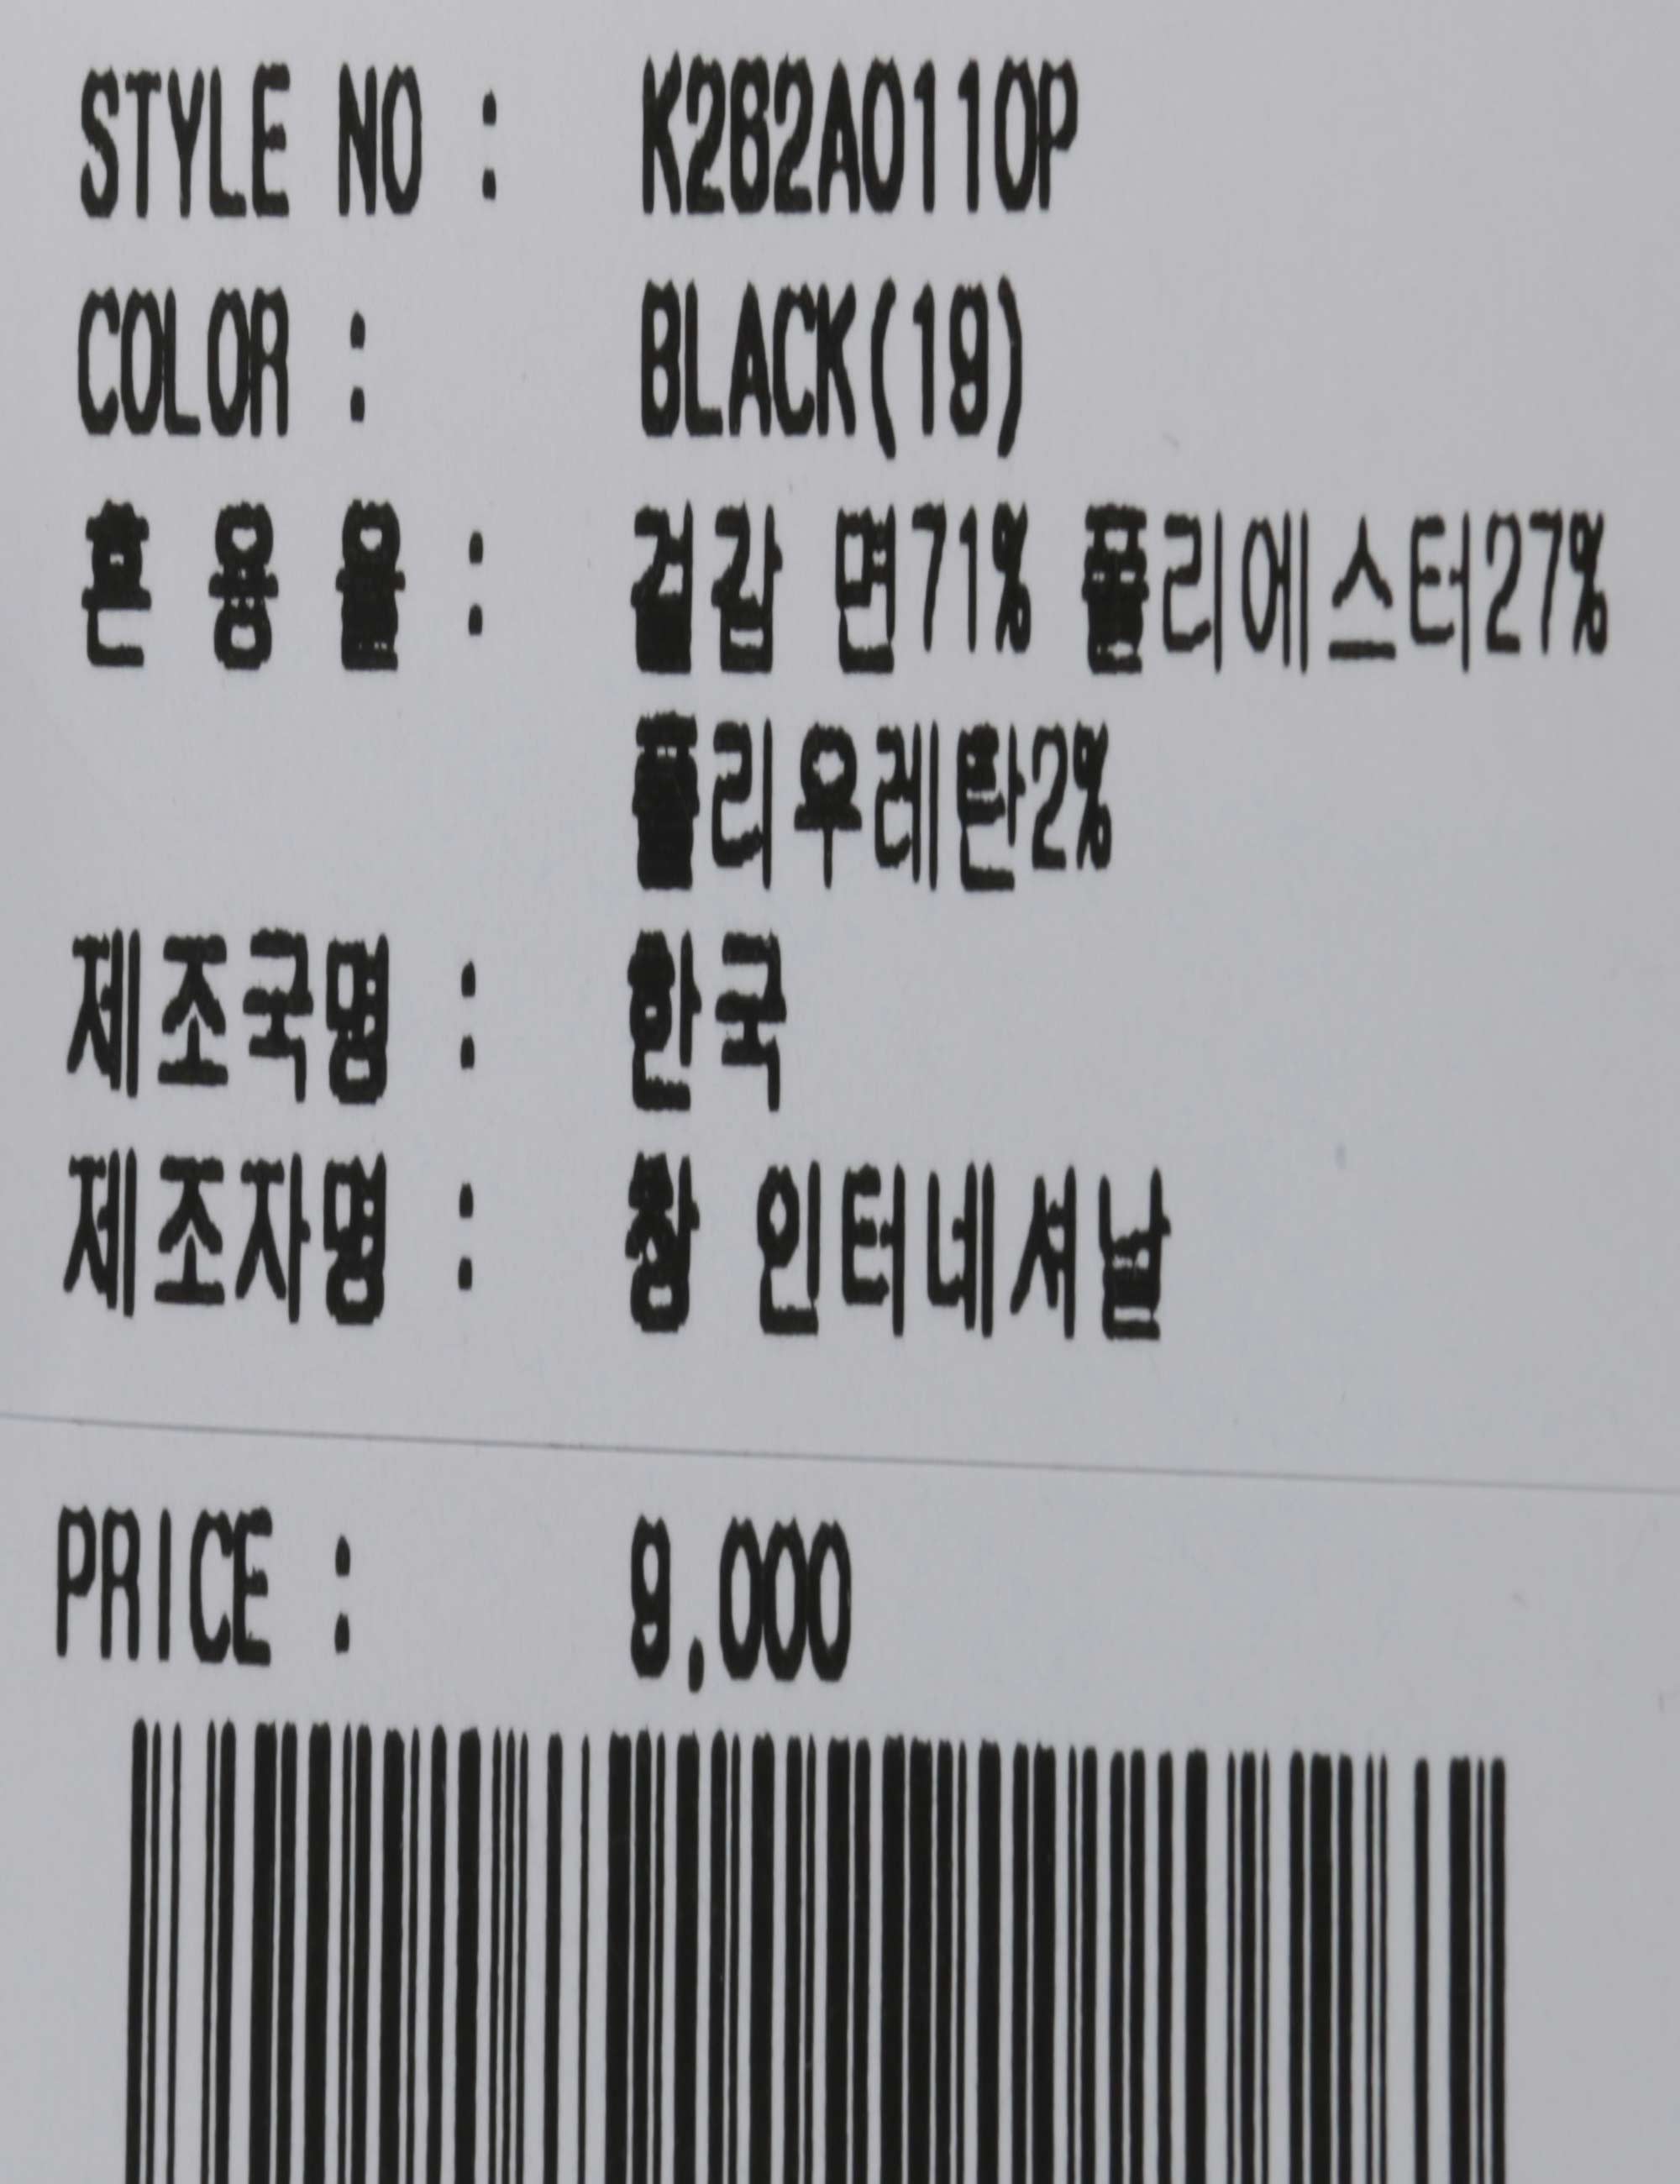 STYLE NO : K262A0110P
COLOR : BLACK(19)
혼 용 율 : 겉감 면71% 폴리에스터27%
폴리우레탄2%
제조국명 : 한국
제조자명 : 창 인터네셔날
PRICE : 9,000